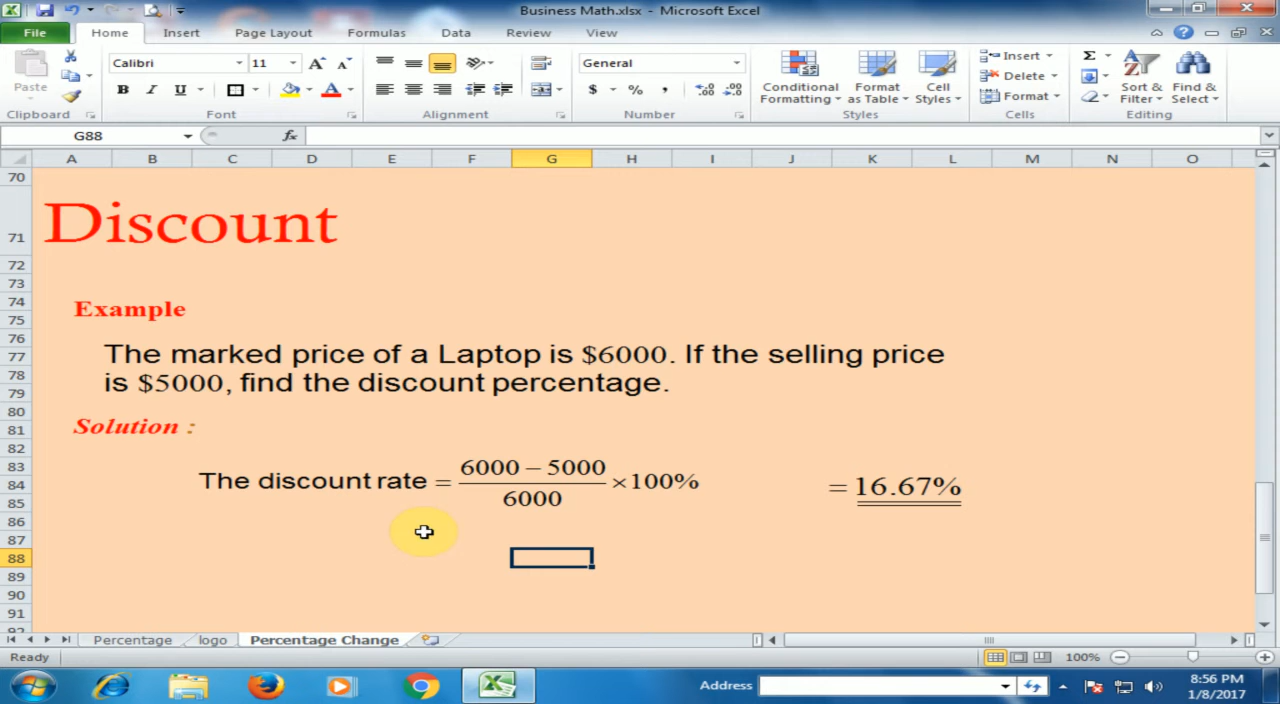 Business Math.xlsx - Microsoft Excel
File Home Insert Page Layout Formulas Data Review View
Calibri 11 General Insert Σ
Paste Delete
B I U $ % , Conditional Formatting Format as Table Cell Styles Format Sort & Filter Find & Select
Clipboard Font Alignment Number Styles Cells Editing
G88 fx
A B C D E F G H I J K L M N O
70
71 Discount
72
73
74 Example
75
76
77 The marked price of a Laptop is $6000. If the selling price
78 is $5000, find the discount percentage.
79
80
81 Solution :
82
83
84 The discount rate = 6000 − 5000 / 6000 ×100% = 16.67%
85
86
87
88
89
90
91
92
Percentage logo Percentage Change
Ready 100%
Address 8:56 PM
1/8/2017